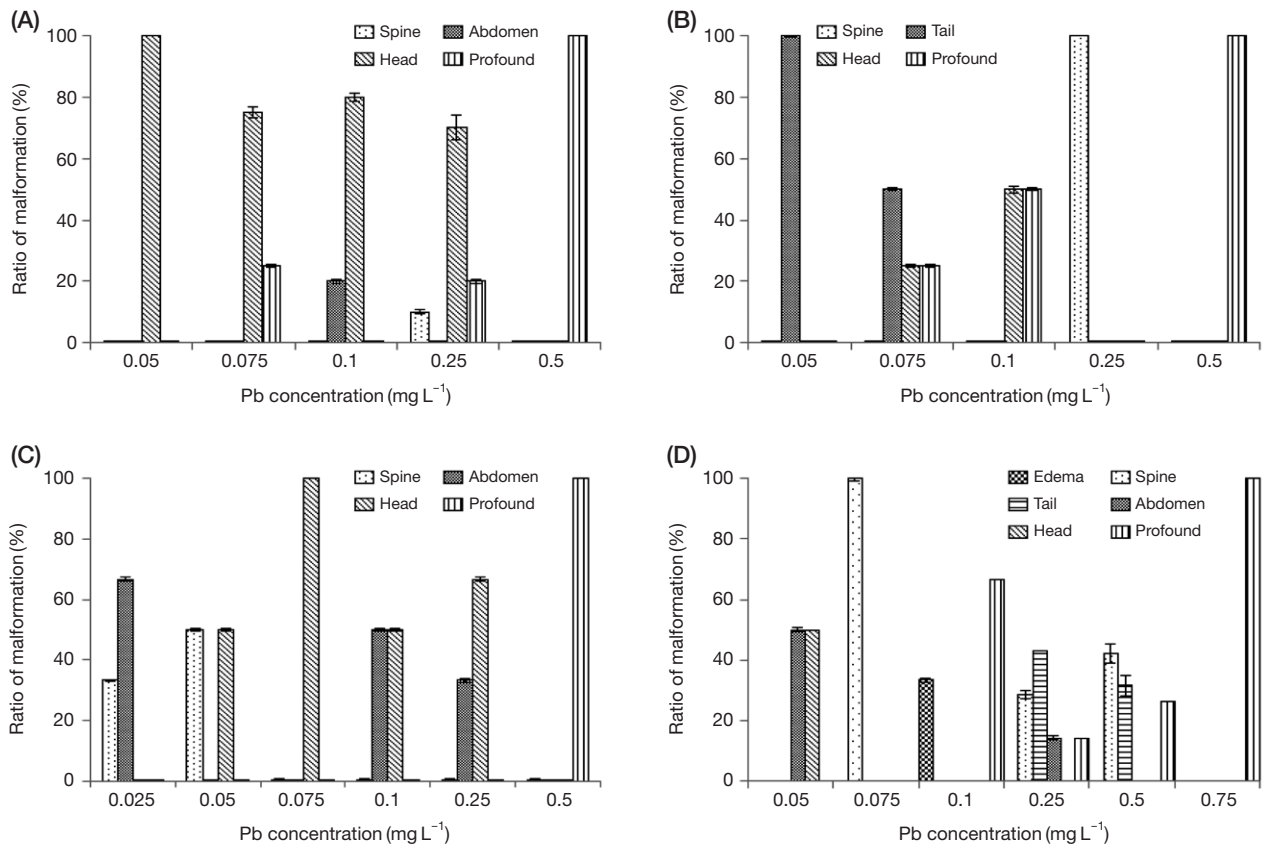 (A)
Spine Abdomen
Head Profound
Ratio of malformation (%)
100
80
60
40
20
0
0.05 0.075 0.1 0.25 0.5
Pb concentration (mg L⁻¹)
(B)
Spine Tail
Head Profound
Ratio of malformation (%)
100
80
60
40
20
0
0.05 0.075 0.1 0.25 0.5
Pb concentration (mg L⁻¹)
(C)
Spine Abdomen
Head Profound
Ratio of malformation (%)
100
80
60
40
20
0
0.025 0.05 0.075 0.1 0.25 0.5
Pb concentration (mg L⁻¹)
(D)
Edema Spine
Tail Abdomen
Head Profound
Ratio of malformation (%)
100
80
60
40
20
0
0.05 0.075 0.1 0.25 0.5 0.75
Pb concentration (mg L⁻¹)